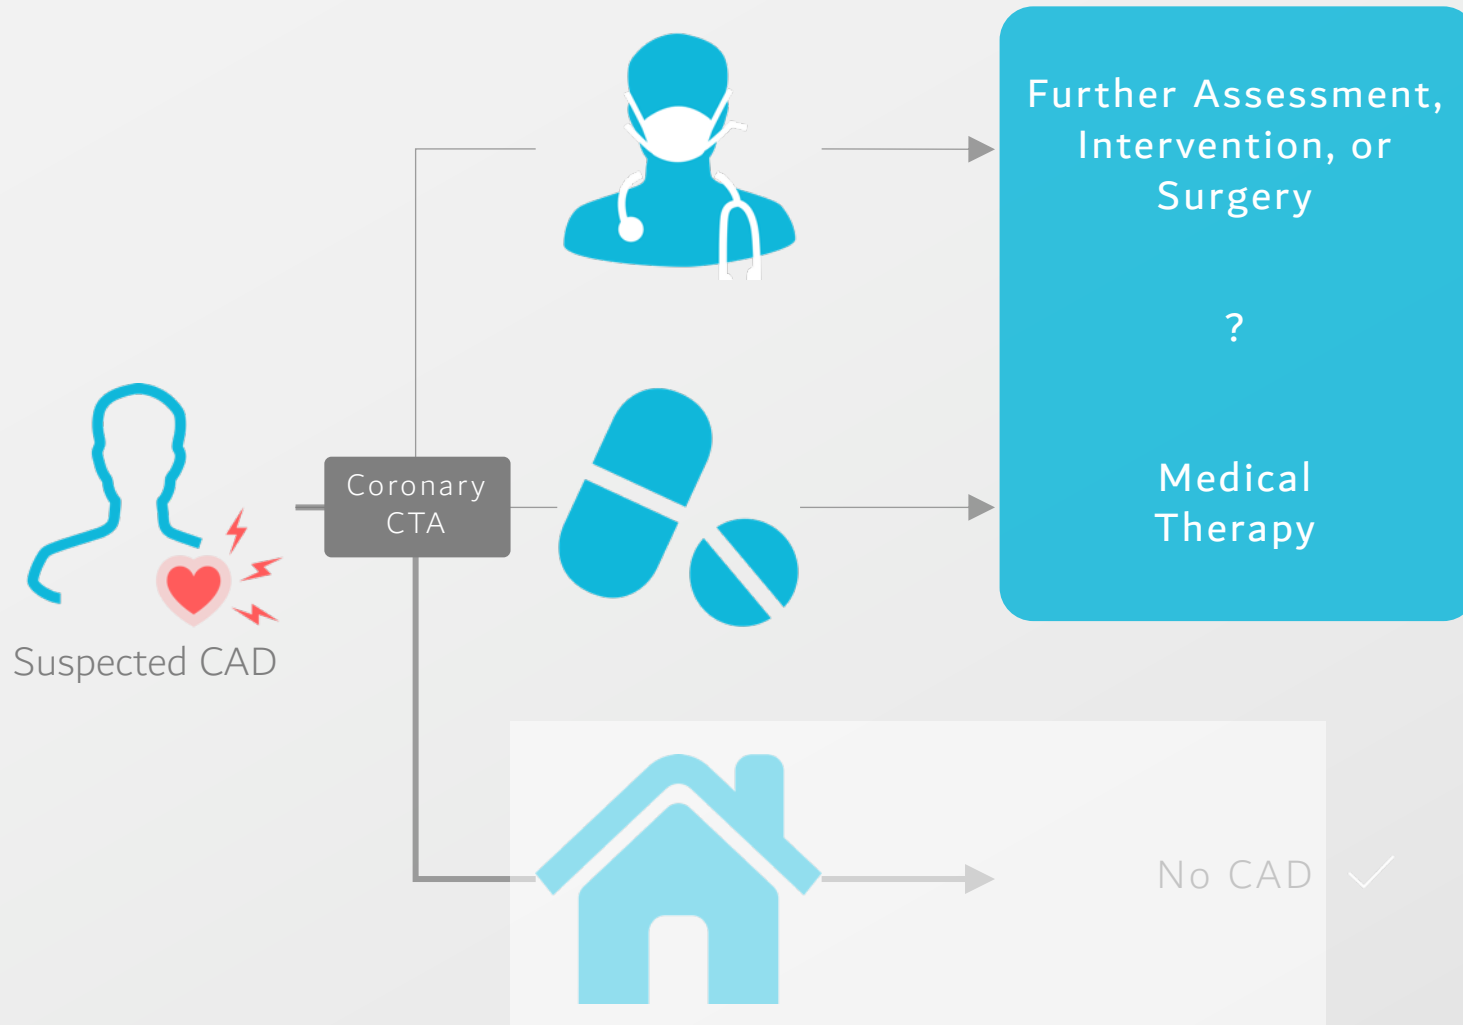 Further Assessment,
Intervention, or
Surgery
?
Medical
Therapy
Coronary
CTA
Suspected CAD
No CAD